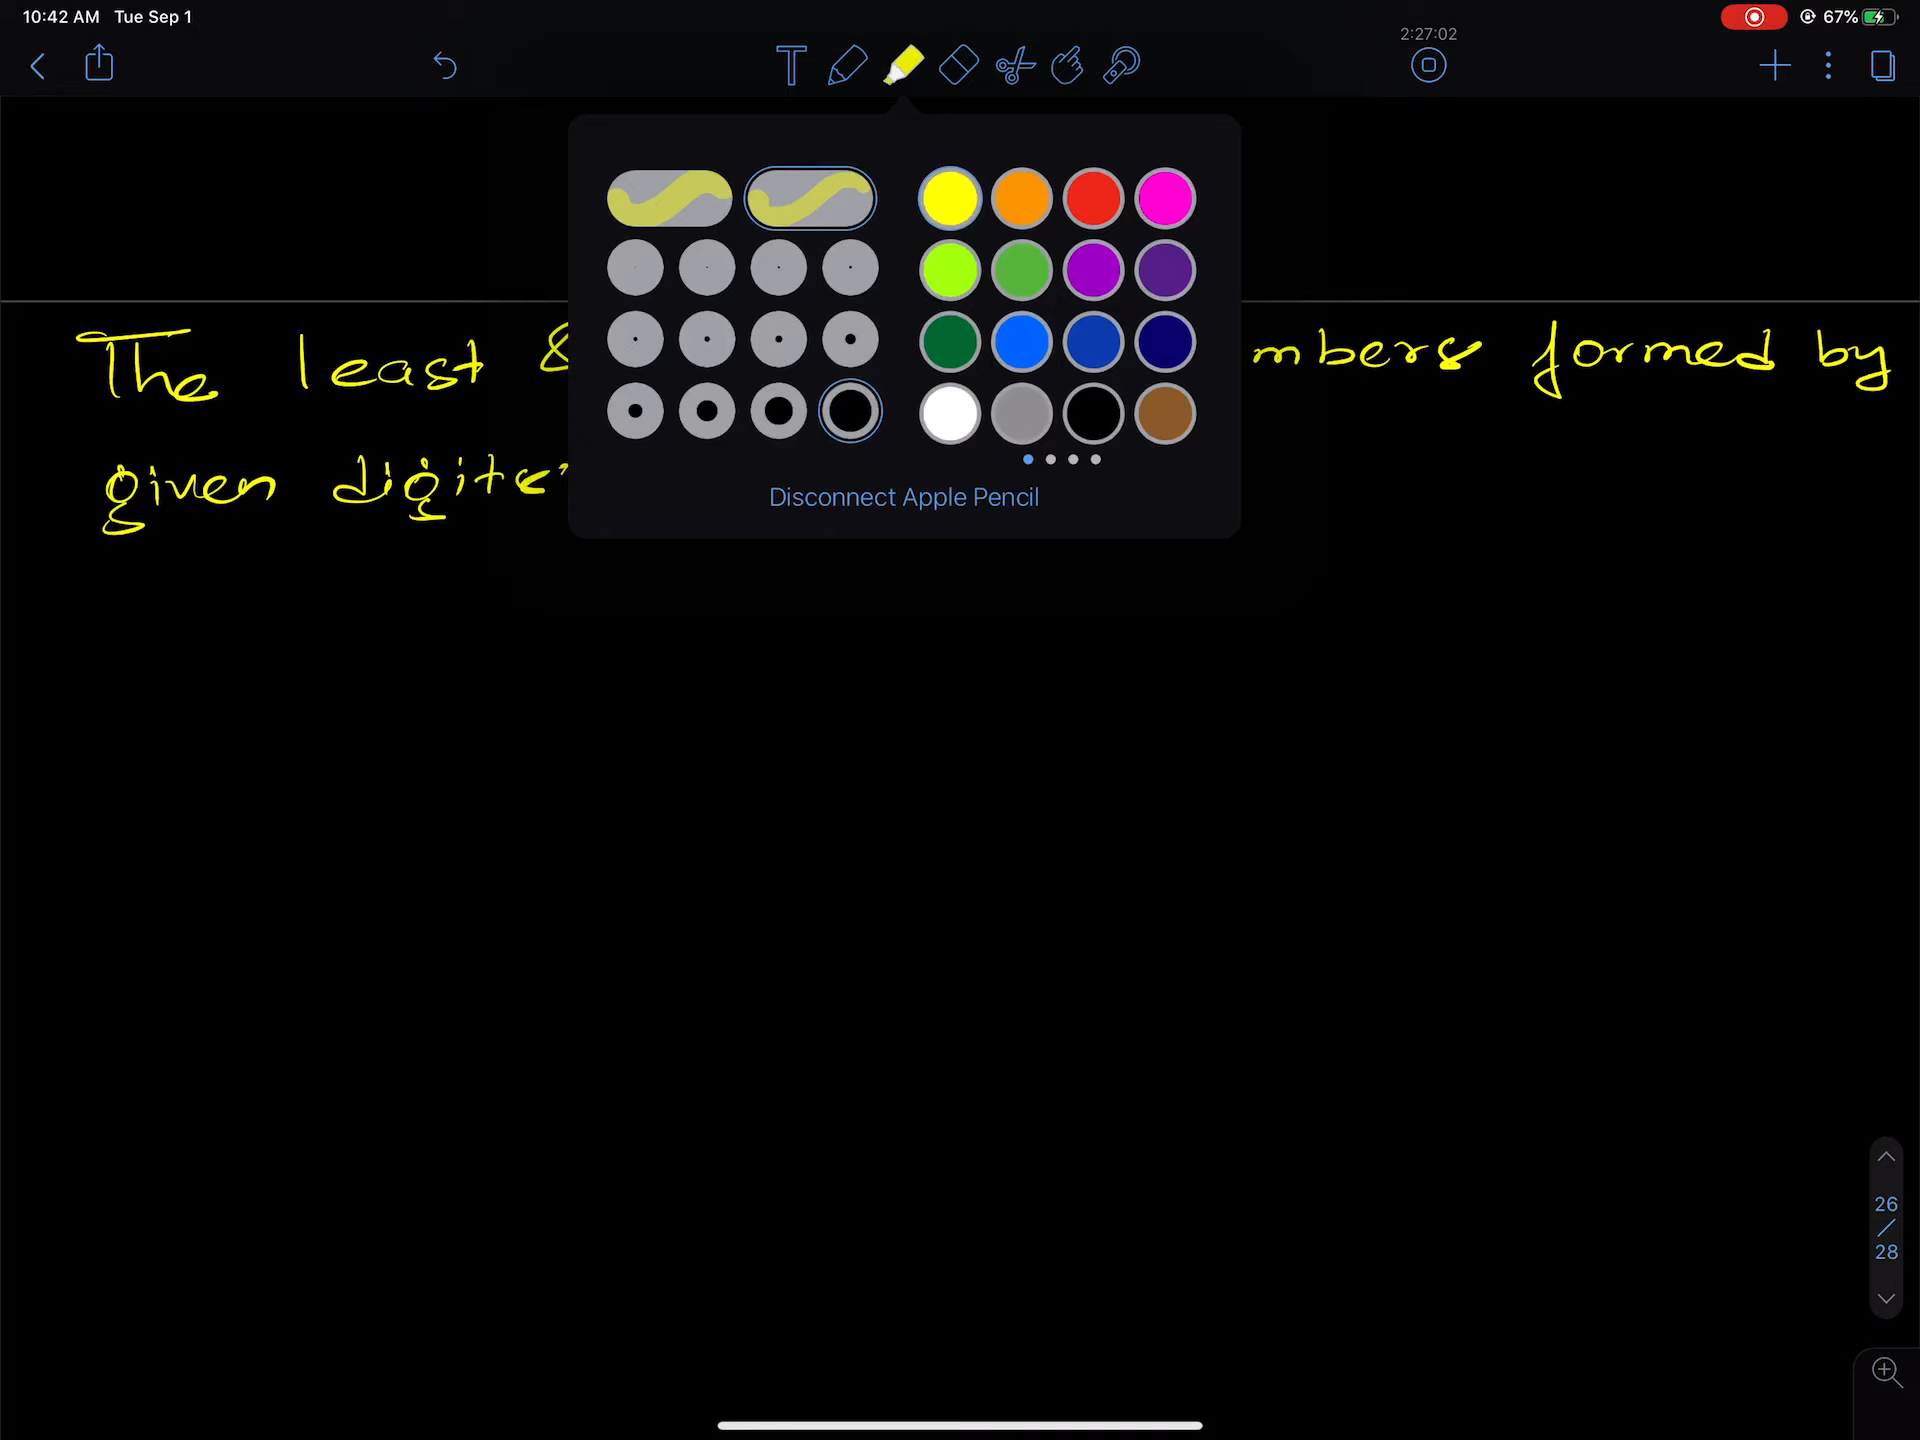 10:42 AM Tue Sep 1
67%
2:27:02
The least &
mbers formed by
given digits
Disconnect Apple Pencil
26
28